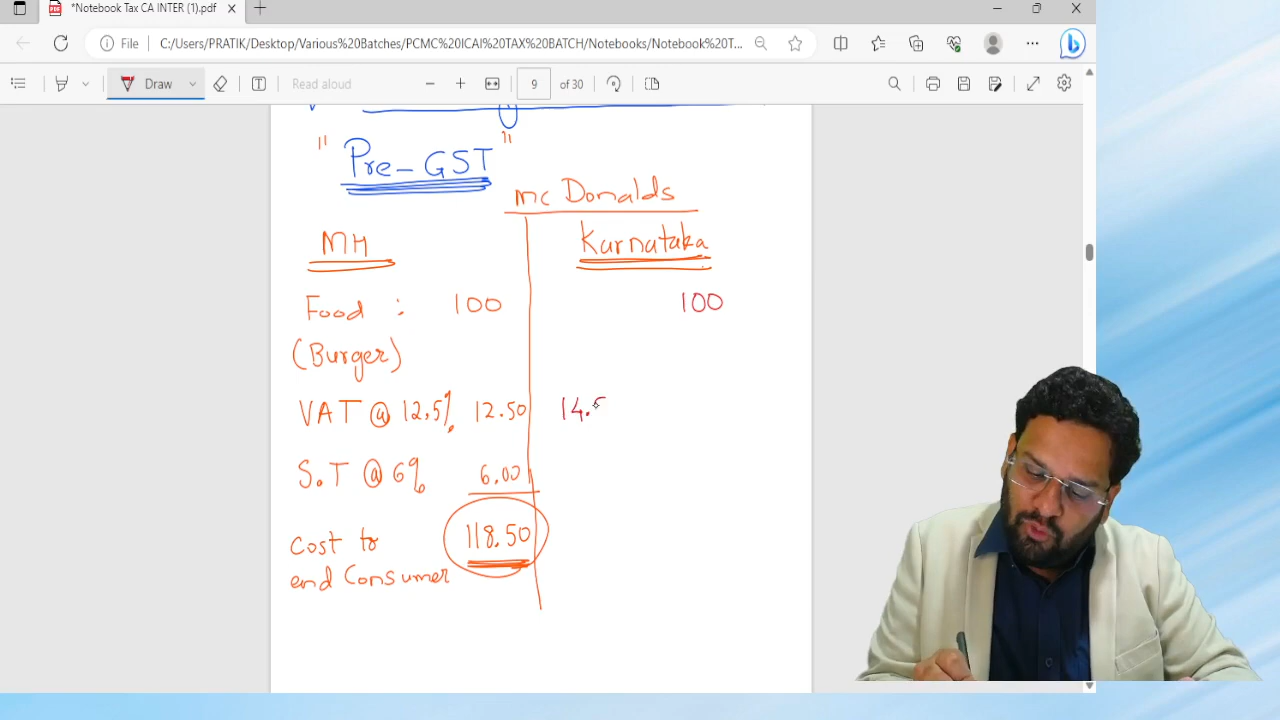 *Notebook Tax CA INTER (1).pdf
File C:/Users/PRATIK/Desktop/Various%20Batches/PCMC%20ICAI%20TAX%20BATCH/Notebooks/Notebook%20T...
Draw Read aloud 9 of 30
" Pre-GST "
mc Donalds
MH Karnataka
Food : 100 100
(Burger)
VAT @ 12,5% 12.50 14.5
S.T @ 6% 6.00
Cost to 118.50
end Consumer